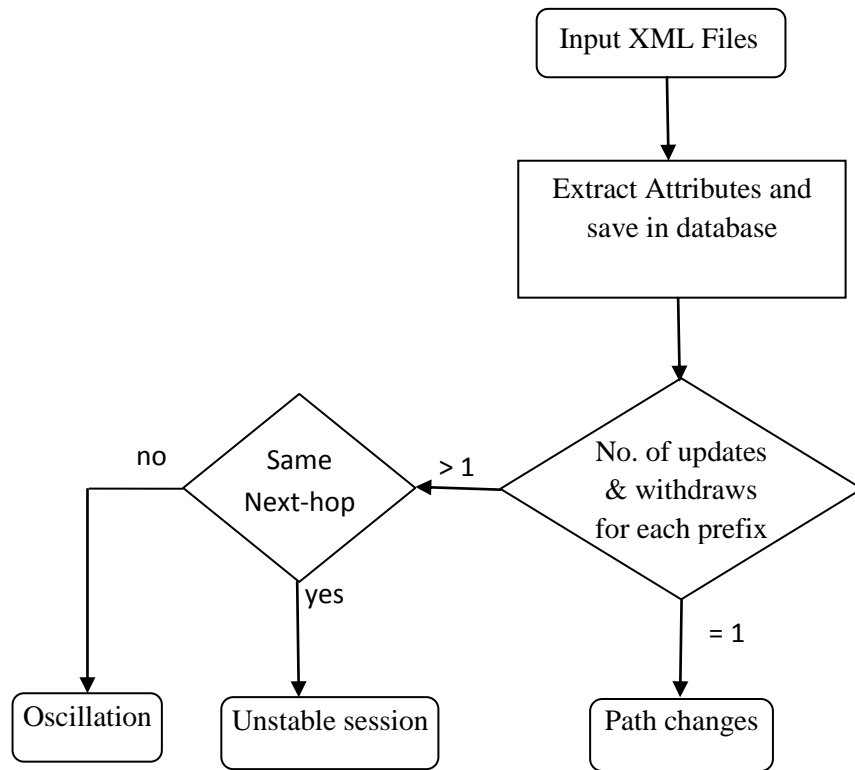 Input XML Files
Extract Attributes and
save in database
No. of updates
& withdraws
for each prefix
> 1
= 1
Same
Next-hop
no
yes
Oscillation
Unstable session
Path changes